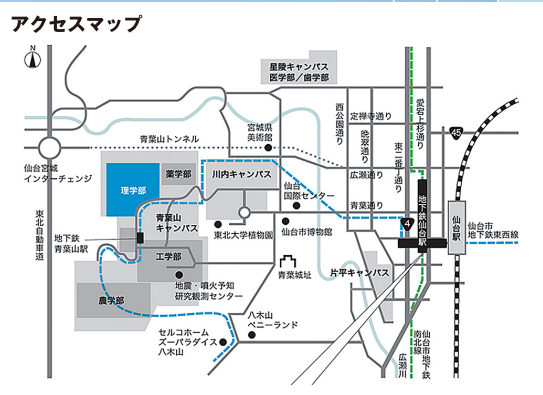 アクセスマップ
N
星陵キャンパス
医学部／歯学部
西公園通り
定禅寺通り
晩翠通り
愛宕上杉通り
東二番丁通り
45
宮城県
美術館
青葉山トンネル
仙台宮城
インターチェンジ
理学部
薬学部
川内キャンパス
広瀬通り
仙台
国際センター
青葉通り
青葉山
キャンパス
東北大学植物園
仙台市博物館
4
地下鉄仙台駅
仙台駅
仙台市
地下鉄東西線
東北自動車道
地下鉄
青葉山駅
工学部
青葉城址
片平キャンパス
地震・噴火予知
研究観測センター
農学部
八木山
ベニーランド
セルコホーム
ズーパラダイス
八木山
広瀬川
仙台市地下鉄
南北線